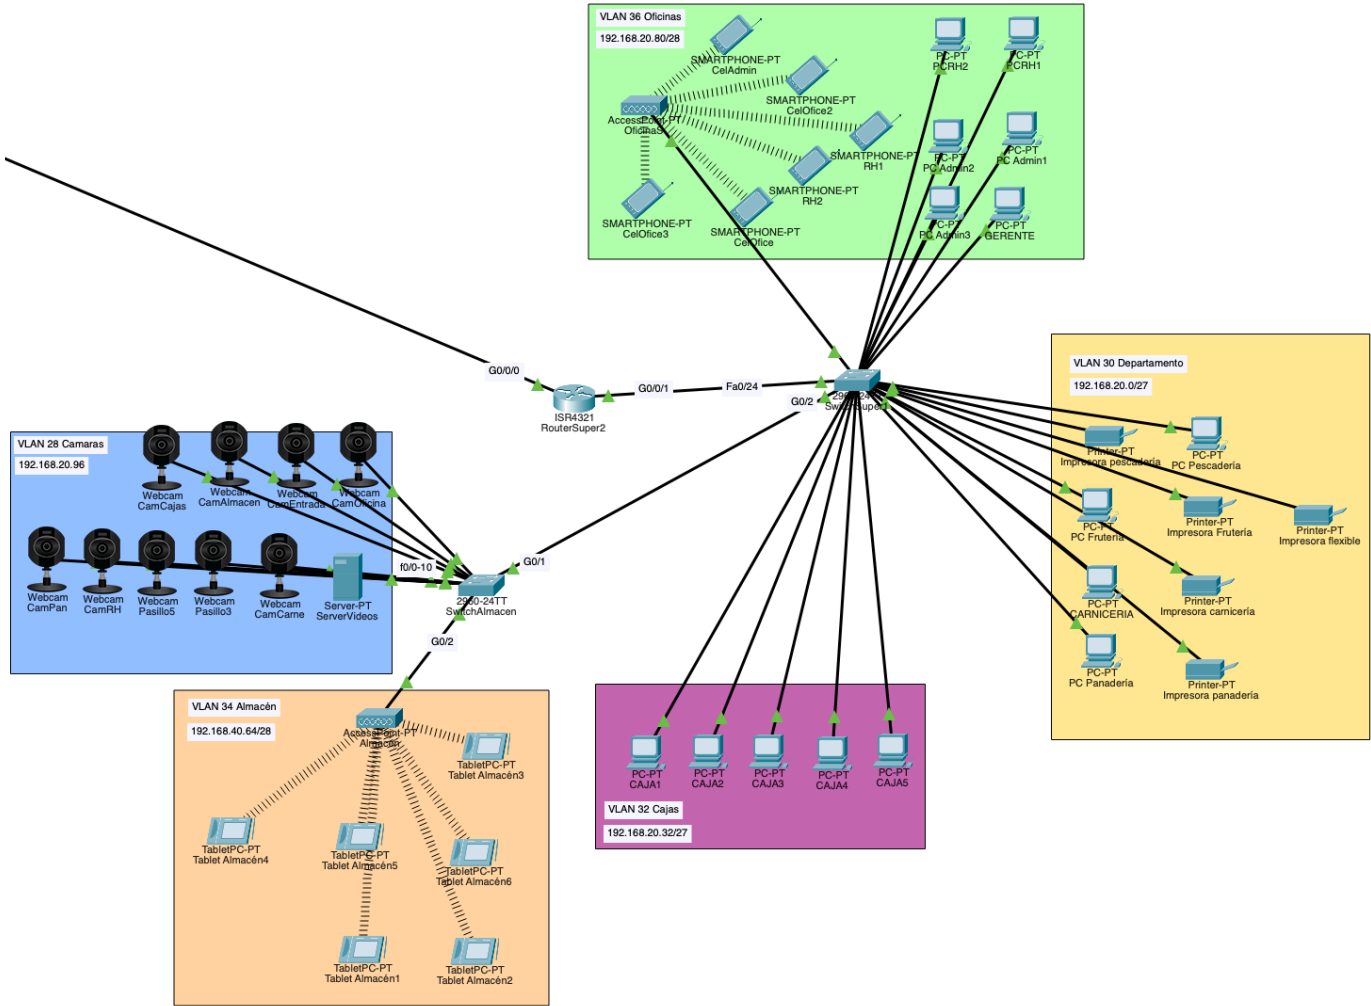 VLAN 36 Oficinas
192.168.20.80/28
SMARTPHONE-PT
CelAdmin
SMARTPHONE-PT
CelOfice2
AccessPoint-PT
Oficinas
SMARTPHONE-PT
RH1
SMARTPHONE-PT
RH2
SMARTPHONE-PT
CelOfice3
SMARTPHONE-PT
CelOfice
PC-PT
PCRH2
PC-PT
PCRH1
PC-PT
PC Admin2
PC-PT
PC Admin1
PC-PT
PC Admin3
PC-PT
GERENTE
G0/0/0
G0/0/1
Fa0/24
G0/2
ISR4321
RouterSuper2
SwitchSuper1
VLAN 30 Departamento
192.168.20.0/27
Printer-PT
Impresora pescadería
PC-PT
PC Pescadería
PC-PT
PC Frutería
Printer-PT
Impresora Frutería
Printer-PT
Impresora flexible
PC-PT
CARNICERIA
Printer-PT
Impresora carnicería
PC-PT
PC Panadería
Printer-PT
Impresora panadería
VLAN 28 Camaras
192.168.20.96
Webcam
CamCajas
Webcam
CamAlmacen
Webcam
CamEntrada
Webcam
CamOficina
Webcam
CamPan
Webcam
CamRH
Webcam
Pasillo5
Webcam
Pasillo3
Webcam
CamCarne
Server-PT
ServerVideos
f0/0-10
G0/1
2960-24TT
SwitchAlmacen
G0/2
VLAN 34 Almacén
192.168.40.64/28
AccessPoint-PT
Almacén
TabletPC-PT
Tablet Almacén3
TabletPC-PT
Tablet Almacén4
TabletPC-PT
Tablet Almacén5
TabletPC-PT
Tablet Almacén6
TabletPC-PT
Tablet Almacén1
TabletPC-PT
Tablet Almacén2
PC-PT
CAJA1
PC-PT
CAJA2
PC-PT
CAJA3
PC-PT
CAJA4
PC-PT
CAJA5
VLAN 32 Cajas
192.168.20.32/27